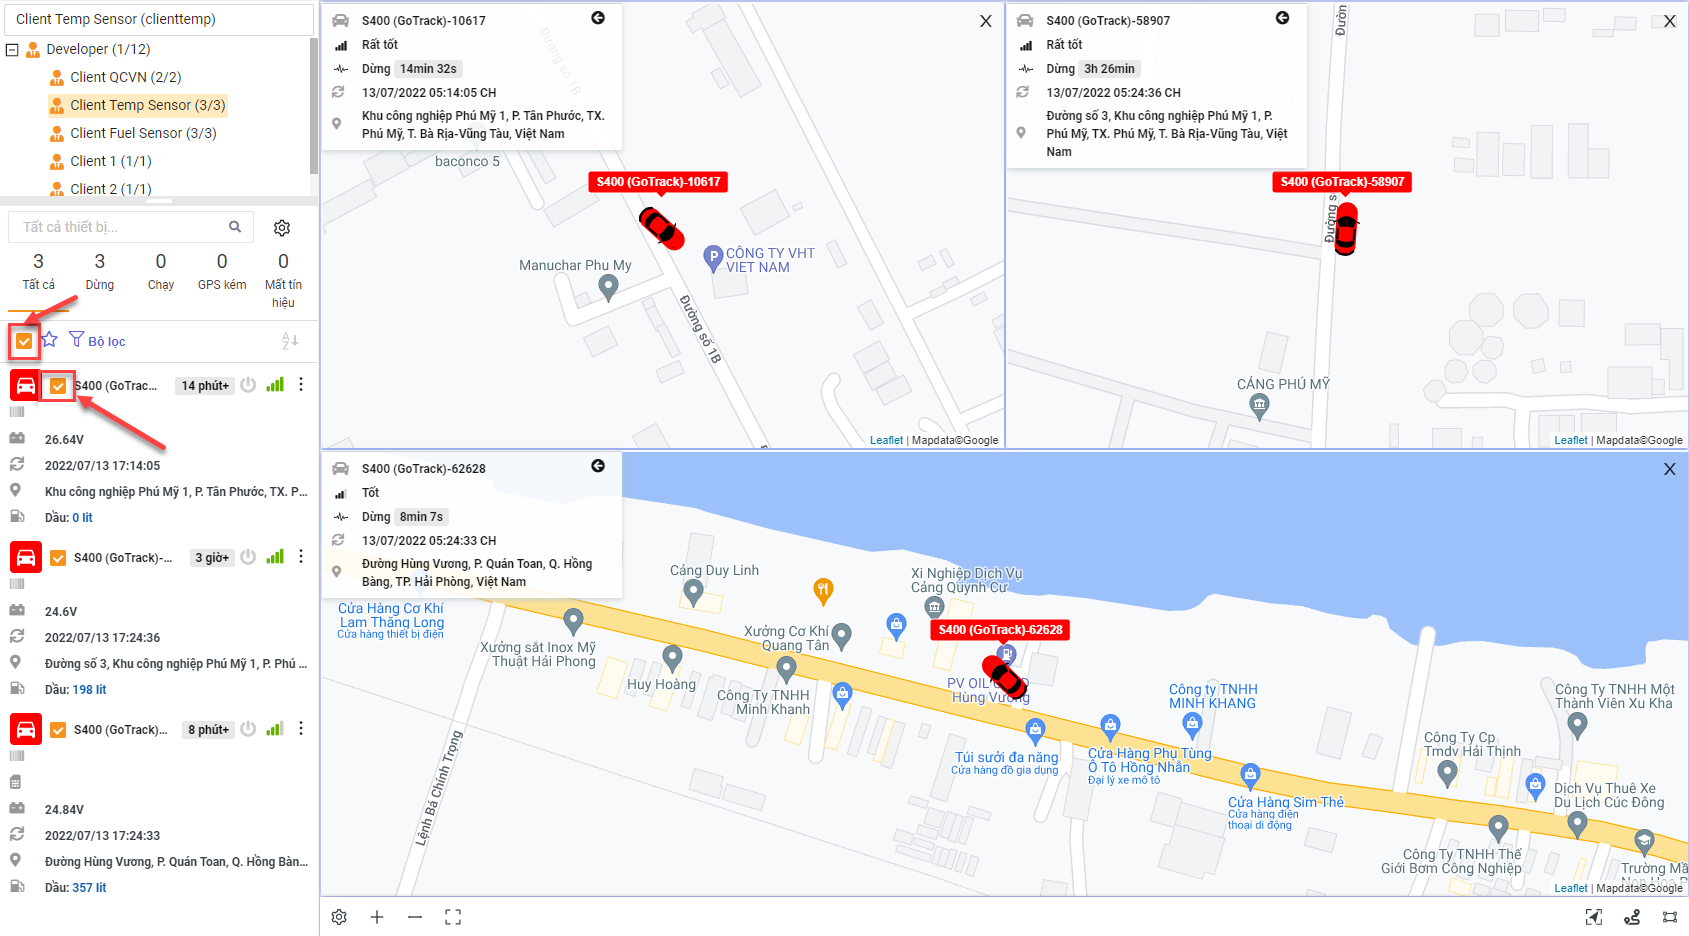 Client Temp Sensor (clienttemp)
Developer (1/12)
Client QCVN (2/2)
Client Temp Sensor (3/3)
Client Fuel Sensor (3/3)
Client 1 (1/1)
Client 2 (1/1)
Tất cả thiết bị...
3
Tất cả
3
Dừng
0
Chạy
0
GPS kém
0
Mất tín
hiệu
Bộ lọc
S400 (GoTrac...
14 phút+
26.64V
2022/07/13 17:14:05
Khu công nghiệp Phú Mỹ 1, P. Tân Phước, TX. P...
Dầu: 0 lit
S400 (GoTrack)-...
3 giờ+
24.6V
2022/07/13 17:24:36
Đường số 3, Khu công nghiệp Phú Mỹ 1, P. Phú ...
Dầu: 198 lit
S400 (GoTrack)...
8 phút+
24.84V
2022/07/13 17:24:33
Đường Hùng Vương, P. Quán Toan, Q. Hồng Bàn...
Dầu: 357 lit
S400 (GoTrack)-10617
X
Rất tốt
Dừng 14min 32s
13/07/2022 05:14:05 CH
Khu công nghiệp Phú Mỹ 1, P. Tân Phước, TX.
Phú Mỹ, T. Bà Rịa-Vũng Tàu, Việt Nam
Đường số 1B
baconco 5
S400 (GoTrack)-10617
CÔNG TY VHT
VIET NAM
Manuchar Phu My
Đường số 1B
Leaflet | Mapdata©Google
S400 (GoTrack)-58907
X
Rất tốt
Dừng 3h 26min
13/07/2022 05:24:36 CH
Đường số 3, Khu công nghiệp Phú Mỹ 1, P.
Phú Mỹ, TX. Phú Mỹ, T. Bà Rịa-Vũng Tàu, Việt
Nam
S400 (GoTrack)-58907
CẢNG PHÚ MỸ
Leaflet | Mapdata©Google
S400 (GoTrack)-62628
X
Tốt
Dừng 8min 7s
13/07/2022 05:24:33 CH
Đường Hùng Vương, P. Quán Toan, Q. Hồng
Bàng, TP. Hải Phòng, Việt Nam
Cửa Hàng Cơ Khí
Lam Thăng Long
Cửa hàng thiết bị điện
Cảng Duy Linh
Xí Nghiệp Dịch Vụ
Cảng Quỳnh Cư
Xưởng sắt Inox Mỹ
Thuật Hải Phong
Xưởng Cơ Khí
Quang Tân
S400 (GoTrack)-62628
Huy Hoàng
Công Ty TNHH
Minh Khanh
PV OIL
Hùng Vương
Công ty TNHH
MINH KHANG
Công Ty TNHH Một
Thành Viên Xu Kha
Túi sưởi đa năng
Cửa hàng đồ gia dụng
Cửa Hàng Phụ Tùng
Ô Tô Hồng Nhẫn
Đại lý xe mô tô
Công Ty Cp
Tmdv Hải Thịnh
Cửa Hàng Sim Thẻ
Cửa hàng điện
thoại di động
Dịch Vụ Thuê Xe
Du Lịch Cúc Đông
Lệnh Bá Chính Trọng
Công Ty TNHH Thế
Giới Bơm Công Nghiệp
Trường Mầ
Leaflet | Mapdata©Google